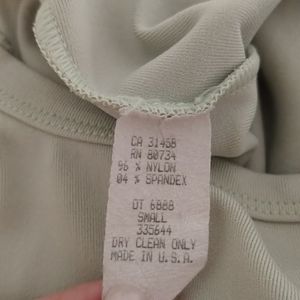 CA 31458
RN 80734
96 % NYLON
04 % SPANDEX
DT 6888
SMALL
335644
DRY CLEAN ONLY
MADE IN U.S.A.